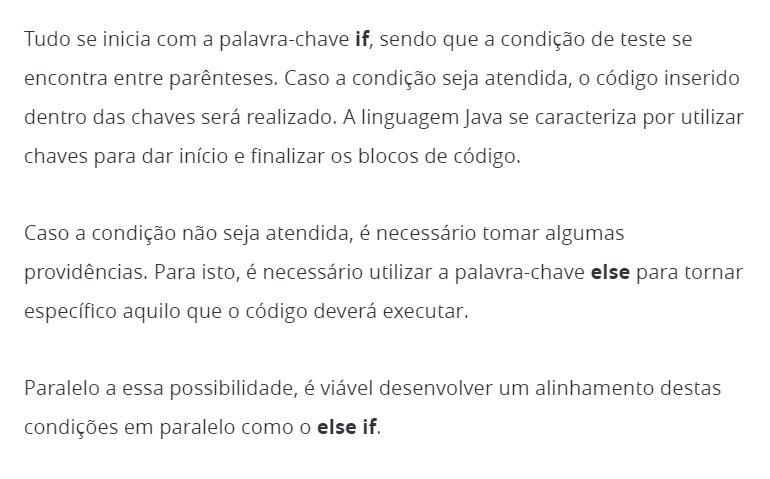 Tudo se inicia com a palavra-chave if, sendo que a condição de teste se
encontra entre parênteses. Caso a condição seja atendida, o código inserido
dentro das chaves será realizado. A linguagem Java se caracteriza por utilizar
chaves para dar início e finalizar os blocos de código.
Caso a condição não seja atendida, é necessário tomar algumas
providências. Para isto, é necessário utilizar a palavra-chave else para tornar
específico aquilo que o código deverá executar.
Paralelo a essa possibilidade, é viável desenvolver um alinhamento destas
condições em paralelo como o else if.